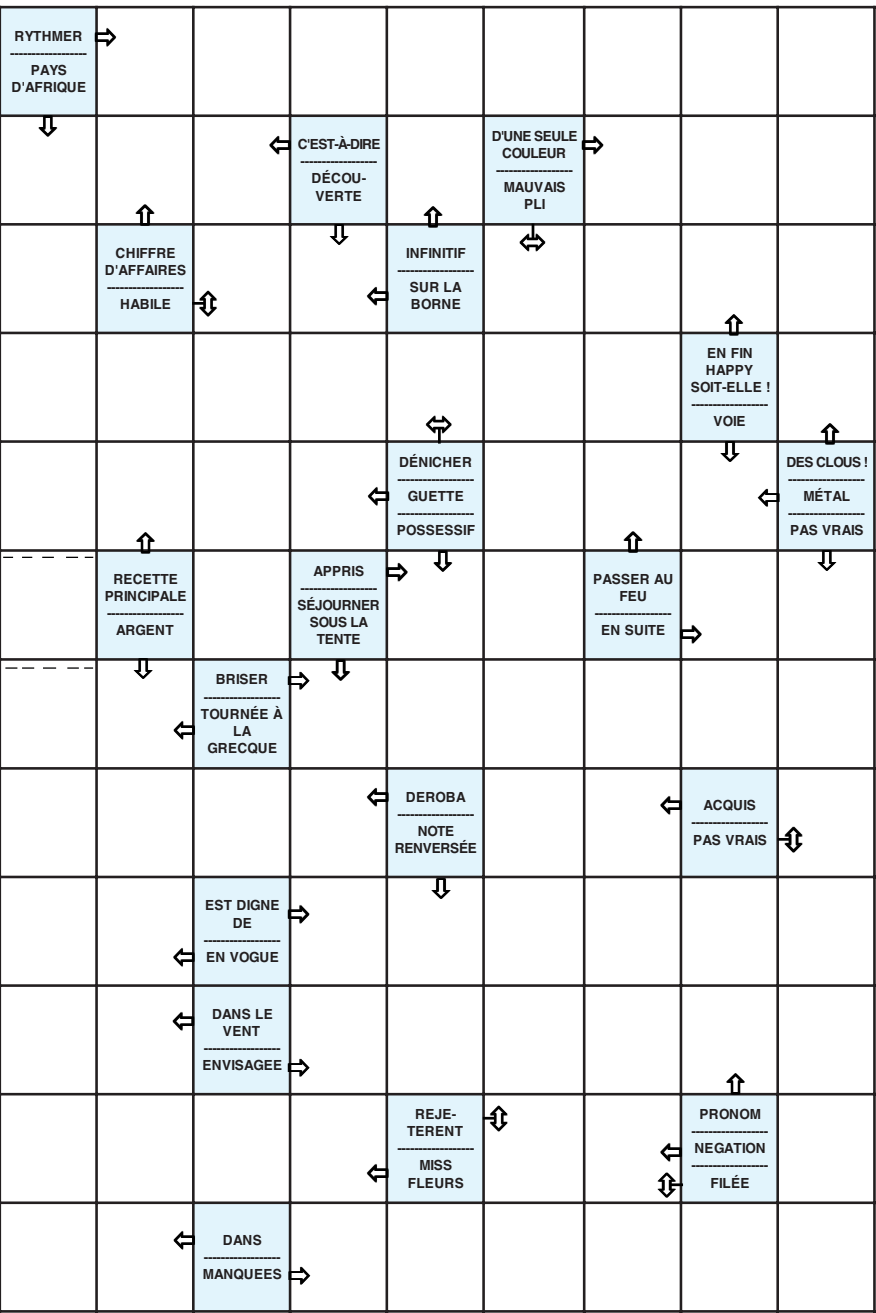 RYTHMER
PAYS
D'AFRIQUE
C'EST-À-DIRE
DÉCOU-
VERTE
D'UNE SEULE
COULEUR
MAUVAIS
PLI
CHIFFRE
D'AFFAIRES
HABILE
INFINITIF
SUR LA
BORNE
EN FIN
HAPPY
SOIT-ELLE !
VOIE
DÉNICHER
GUETTE
POSSESSIF
DES CLOUS !
MÉTAL
PAS VRAIS
RECETTE
PRINCIPALE
ARGENT
APPRIS
SÉJOURNER
SOUS LA
TENTE
PASSER AU
FEU
EN SUITE
BRISER
TOURNÉE À
LA
GRECQUE
DEROBA
NOTE
RENVERSÉE
ACQUIS
PAS VRAIS
EST DIGNE
DE
EN VOGUE
DANS LE
VENT
ENVISAGEE
REJE-
TERENT
MISS
FLEURS
PRONOM
NEGATION
FILÉE
DANS
MANQUEES